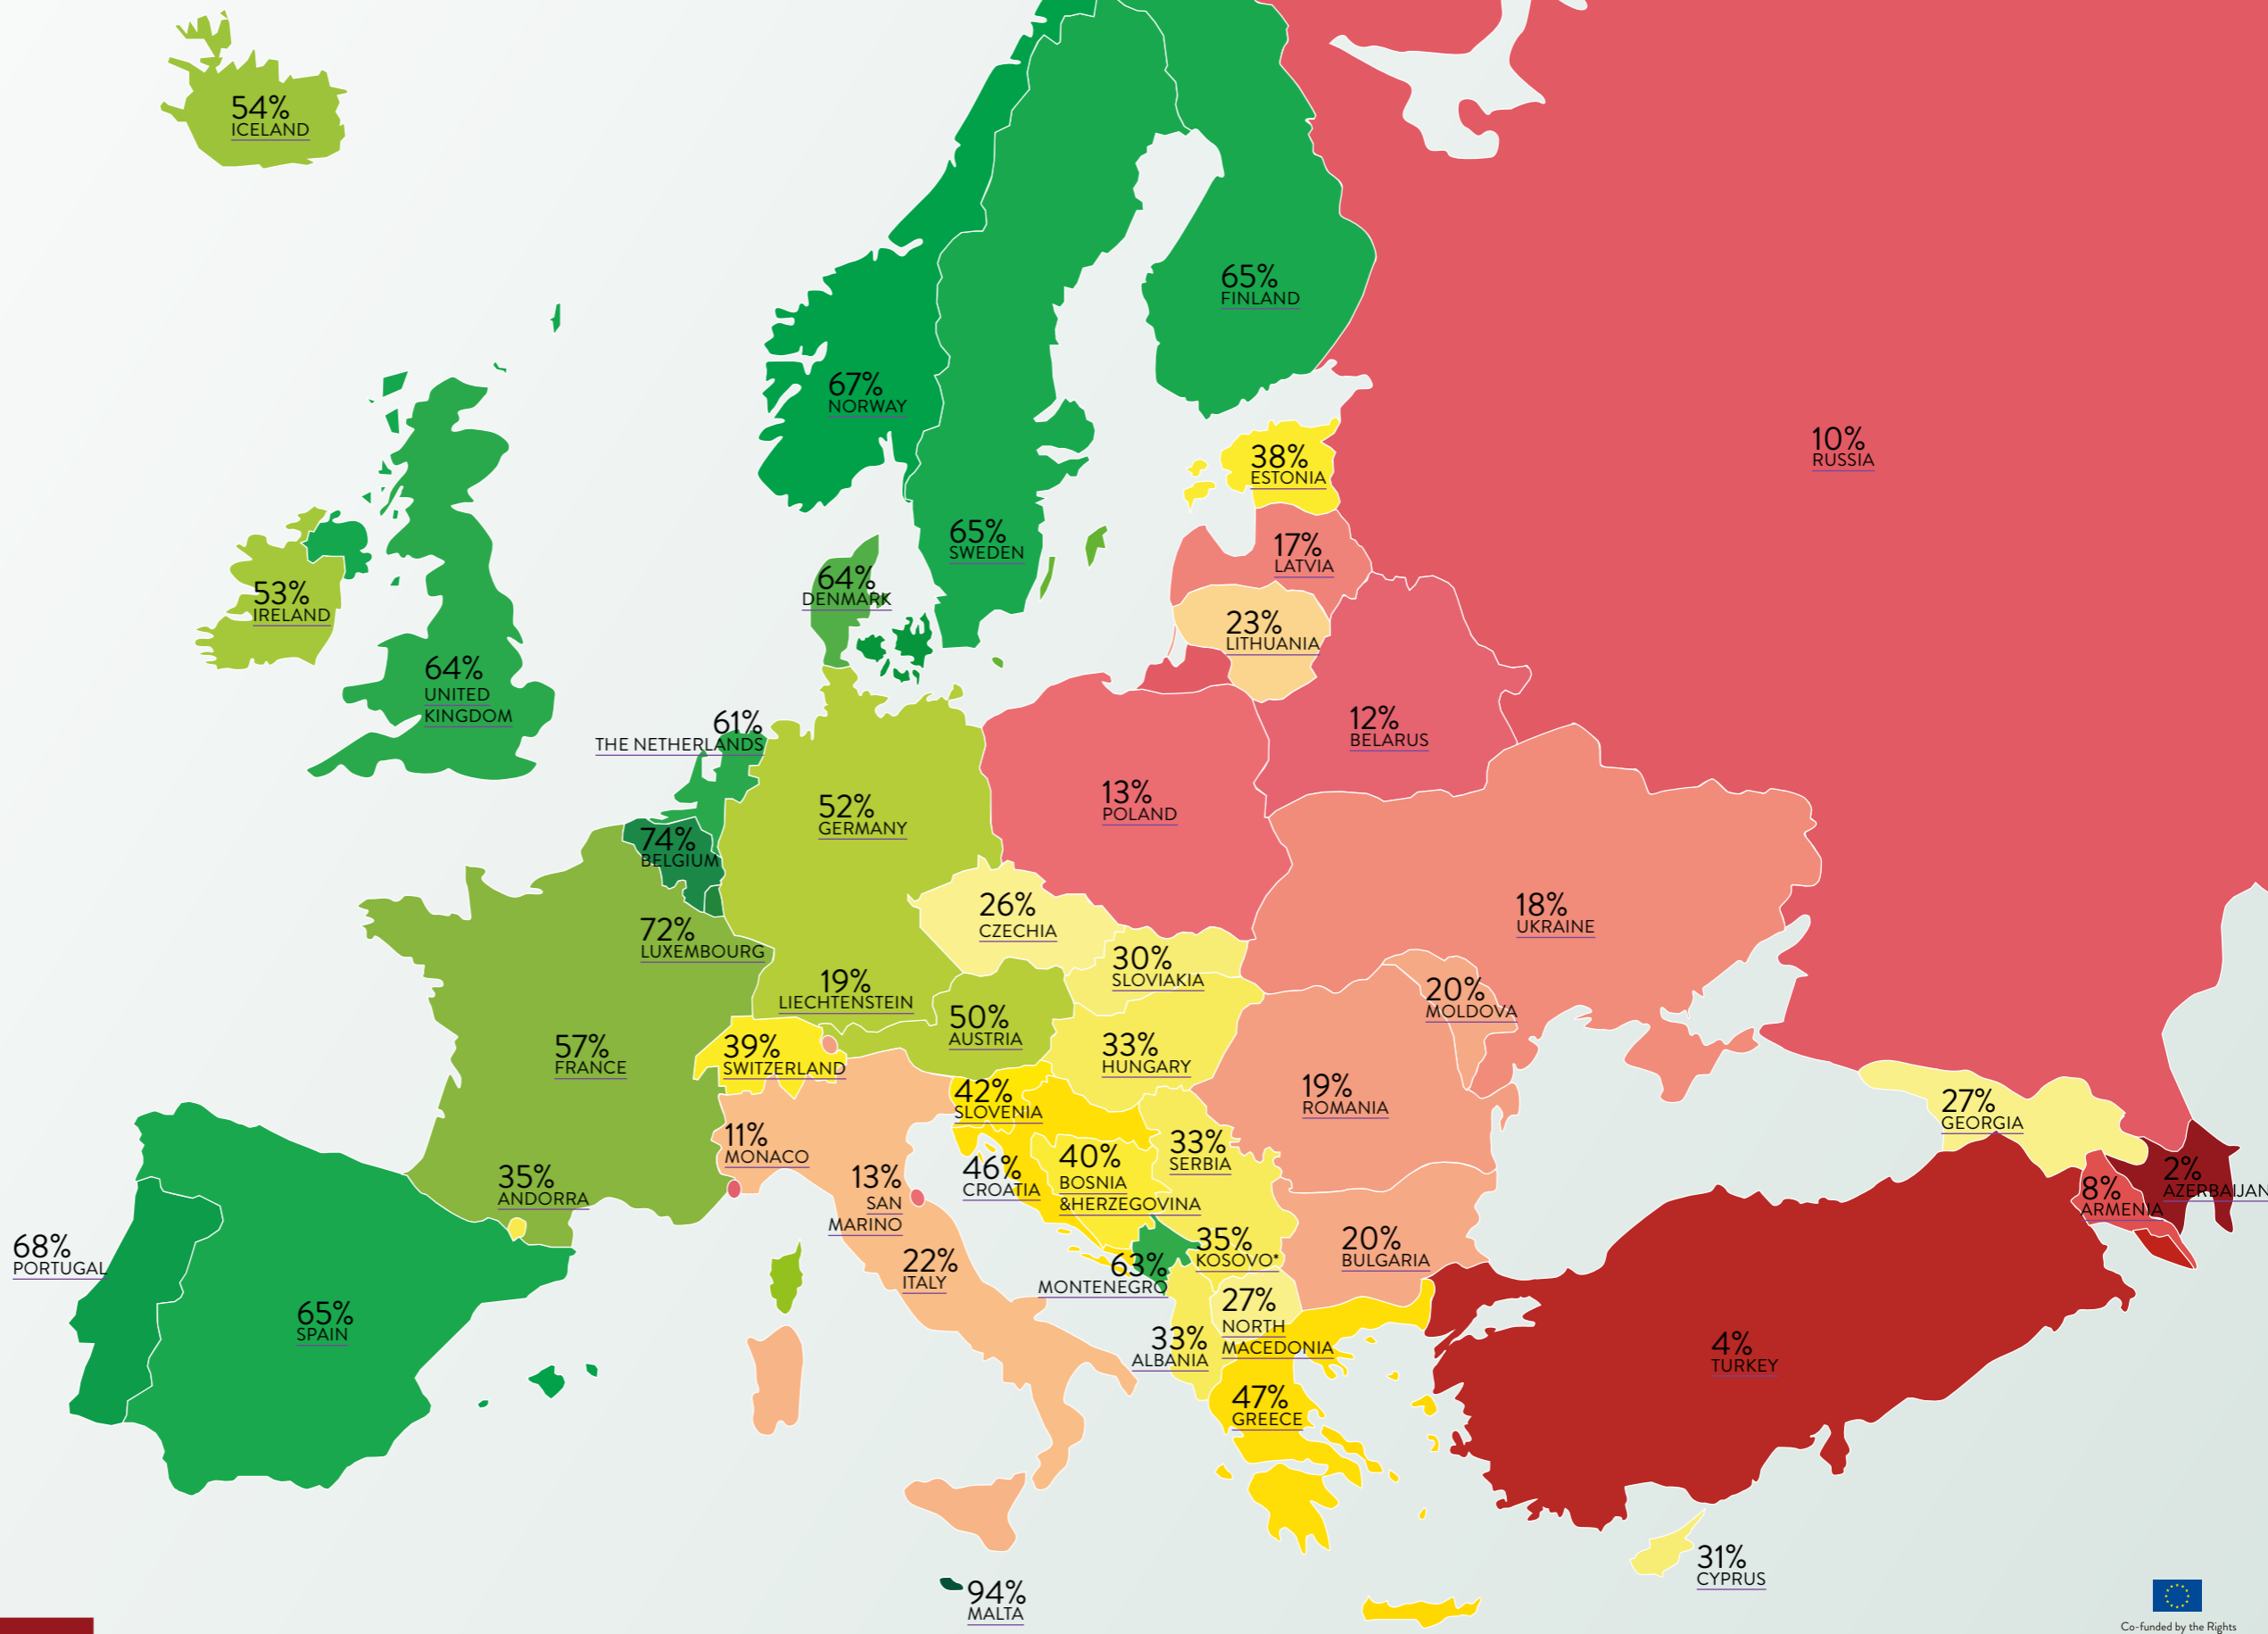 54%
ICELAND
65%
FINLAND
67%
NORWAY
10%
RUSSIA
38%
ESTONIA
65%
SWEDEN
17%
LATVIA
64%
DENMARK
53%
IRELAND
23%
LITHUANIA
64%
UNITED
KINGDOM
61%
THE NETHERLANDS
12%
BELARUS
52%
GERMANY
13%
POLAND
74%
BELGIUM
26%
CZECHIA
18%
UKRAINE
72%
LUXEMBOURG
30%
SLOVIAKIA
19%
LIECHTENSTEIN
20%
MOLDOVA
50%
AUSTRIA
57%
FRANCE
39%
SWITZERLAND
33%
HUNGARY
42%
SLOVENIA
19%
ROMANIA
27%
GEORGIA
11%
MONACO
33%
SERBIA
46%
CROATIA
40%
BOSNIA
&HERZEGOVINA
13%
SAN
MARINO
35%
ANDORRA
2%
AZERBAIJAN
8%
ARMENIA
68%
PORTUGAL
22%
ITALY
63%
MONTENEGRO
35%
KOSOVO*
20%
BULGARIA
65%
SPAIN
27%
NORTH
MACEDONIA
33%
ALBANIA
4%
TURKEY
47%
GREECE
31%
CYPRUS
94%
MALTA
Co-funded by the Rights